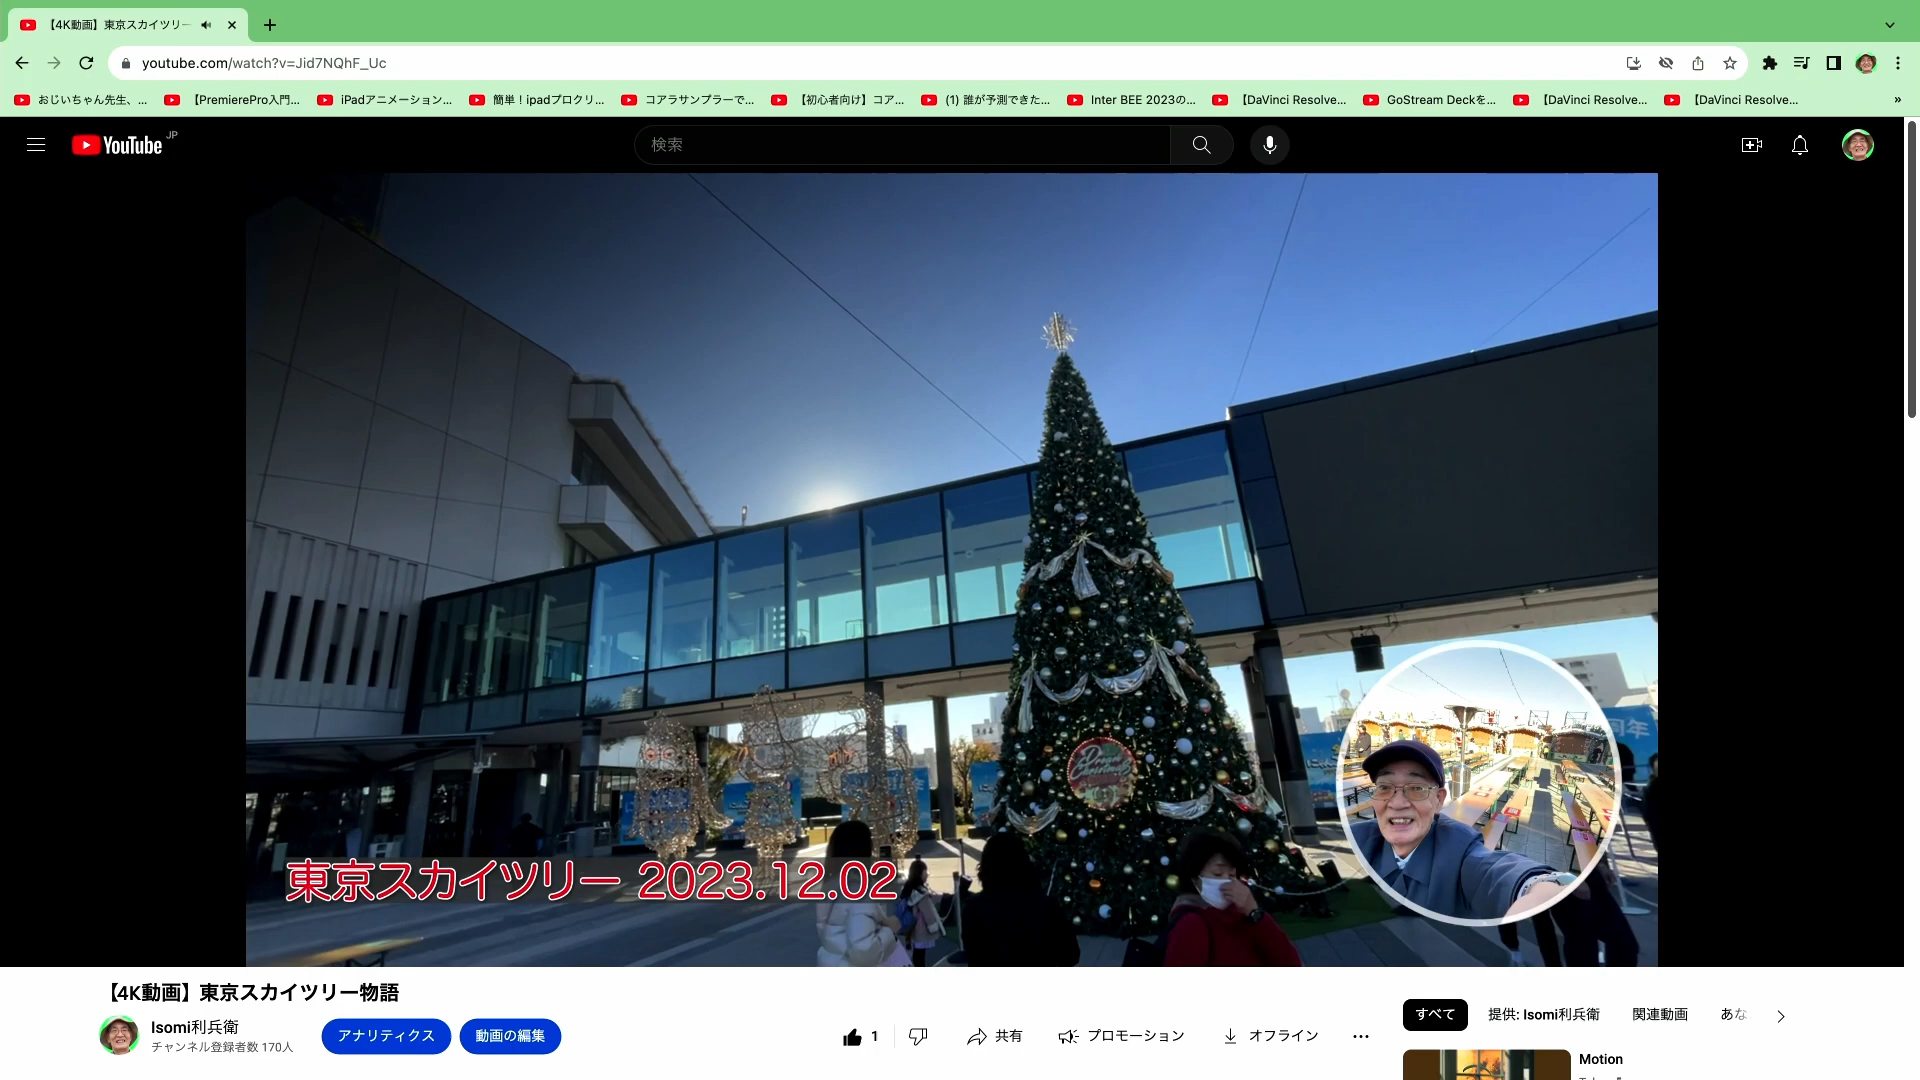 【4K動画】東京スカイツリー
youtube.com/watch?v=Jid7NQhF_Uc
おじいちゃん先生、...
【PremierePro入門...
iPadアニメーション...
簡単！ipadプロクリ...
コアラサンプラーで...
【初心者向け】コア...
(1) 誰が予測できた...
Inter BEE 2023の...
【DaVinci Resolve...
GoStream Deckを...
【DaVinci Resolve...
【DaVinci Resolve...
»
YouTube JP
検索
東京スカイツリー 2023.12.02
【4K動画】東京スカイツリー物語
Isomi利兵衛
チャンネル登録者数 170人
アナリティクス
動画の編集
1
共有
プロモーション
オフライン
すべて
提供: Isomi利兵衛
関連動画
あな
Motion